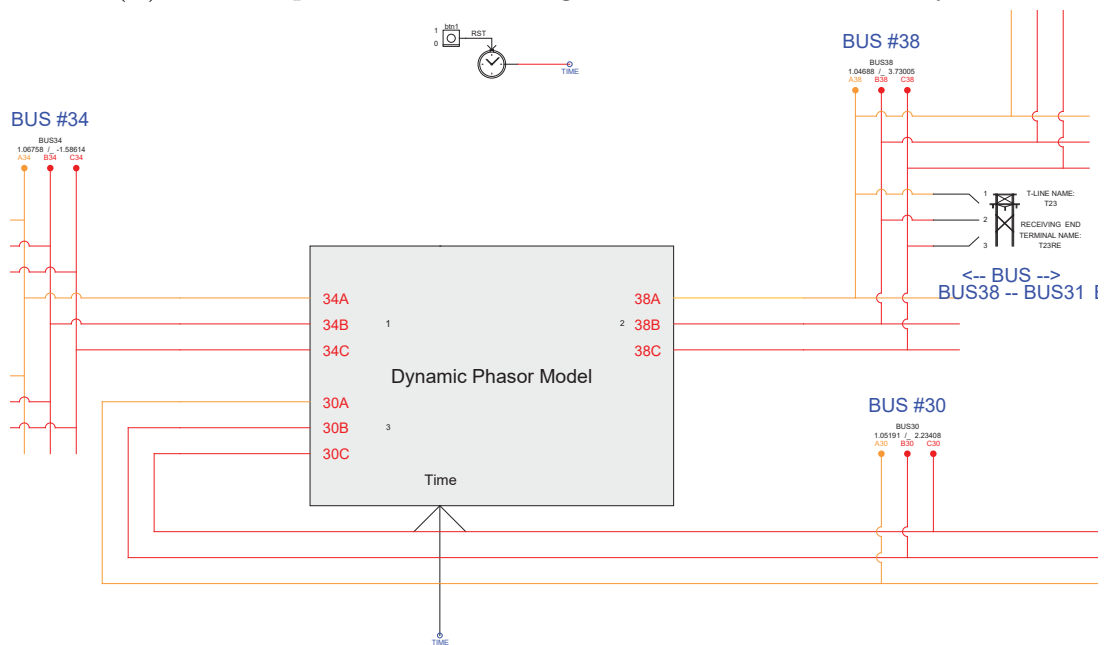 btn1
1
0
RST
TIME
BUS #38
BUS38
1.04688 /_ 3.73005
A38 B38 C38
BUS #34
BUS34
1.06758 /_ -1.58614
A34 B34 C34
1
2
3
T-LINE NAME:
T23
RECEIVING END
TERMINAL NAME:
T23RE
<-- BUS -->
BUS38 -- BUS31
34A
34B
34C
1
38A
2 38B
38C
Dynamic Phasor Model
30A
30B
30C
3
Time
BUS #30
BUS30
1.05191 /_ 2.23408
A30 B30 C30
TIME